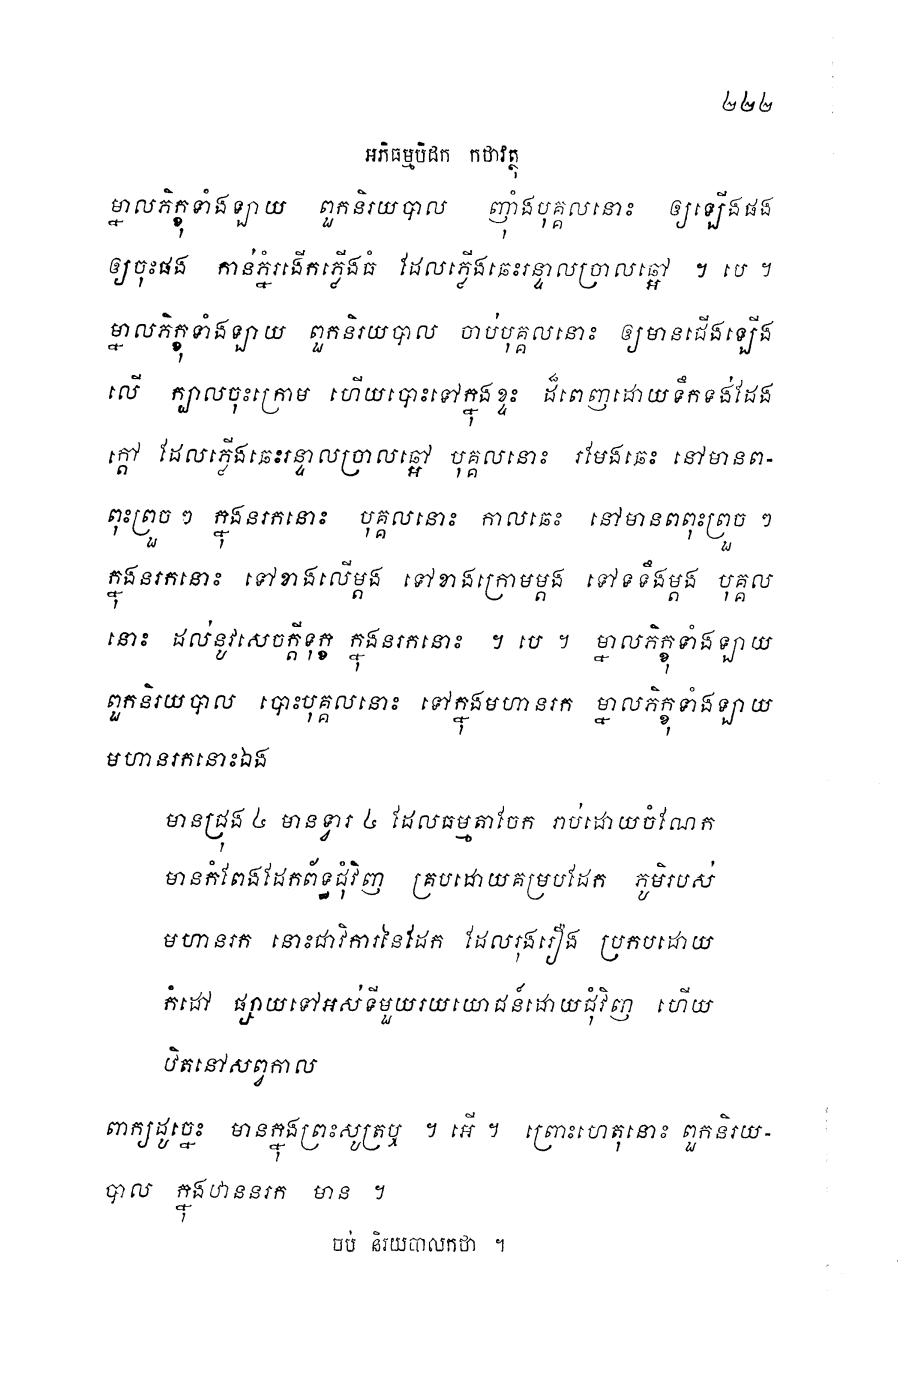 ២២២
អភិធម្មបិដក កថាវត្ថុ
ម្នាលភិក្ខុទាំងឡាយ ពួកនិរយបាល ញ៉ាំងបុគ្គលនោះ ឲ្យឡើងផង
ឲ្យចុះផង កាន់ភ្នំរងើកភ្លើងធំ ដែលភ្លើងឆេះរន្ទាលច្រាលឆ្អៅ ។ បេ ។
ម្នាលភិក្ខុទាំងឡាយ ពួកនិរយបាល ចាប់បុគ្គលនោះ ឲ្យមានជើងឡើង
លើ ក្បាលចុះក្រោម ហើយបោះទៅក្នុងខ្ទះ ដ៏ពេញដោយទឹកទង់ដែង
ក្តៅ ដែលភ្លើងឆេះរន្ទាលច្រាលឆ្អៅ បុគ្គលនោះ រមែងឆេះ នៅមានព-
ពុះព្រួច ៗ ក្នុងនរកនោះ បុគ្គលនោះ កាលឆេះ នៅមានពពុះព្រួច ៗ
ក្នុងនរកនោះ ទៅខាងលើម្តង ទៅខាងក្រោមម្តង ទៅទទឹងម្តង បុគ្គល
នោះ ដល់នូវសេចក្តីទុក្ខ ក្នុងនរកនោះ ។ បេ ។ ម្នាលភិក្ខុទាំងឡាយ
ពួកនិរយបាល បោះបុគ្គលនោះ ទៅក្នុងមហានរក ម្នាលភិក្ខុទាំងឡាយ
មហានរកនោះឯង
មានជ្រុង ៤ មានទ្វារ ៤ ដែលធម្មតាចែក រាប់ដោយចំណែក
មានកំពែងដែកព័ទ្ធជុំវិញ គ្របដោយគម្របដែក ភូមិរបស់
មហានរក នោះជាវិការនៃដែក ដែលរុងរឿង ប្រកបដោយ
កំដៅ ផ្សាយទៅអស់ទីមួយរយយោជន៍ដោយជុំវិញ ហើយ
ឋិតនៅសព្វកាល
ពាក្យដូច្នេះ មានក្នុងព្រះសូត្រឬ ។ អើ ។ ព្រោះហេតុនោះ ពួកនិរយ-
បាល ក្នុងឋាននរក មាន ។
ចប់ និរយបាលកថា ។